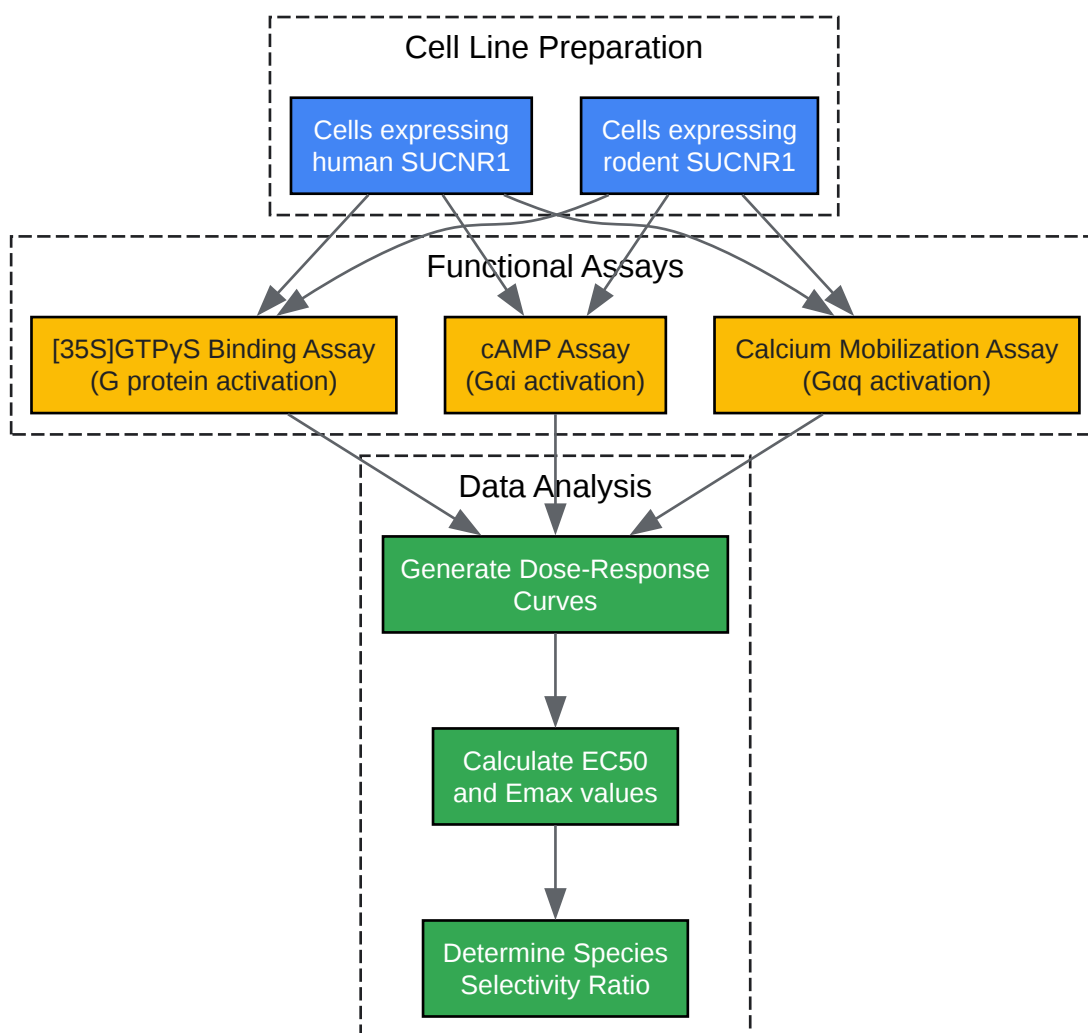 Cell Line Preparation
Cells expressing
human SUCNR1
Cells expressing
rodent SUCNR1
Functional Assays
[35S]GTPγS Binding Assay
(G protein activation)
cAMP Assay
(Gαi activation)
Calcium Mobilization Assay
(Gαq activation)
Data Analysis
Generate Dose-Response
Curves
Calculate EC50
and Emax values
Determine Species
Selectivity Ratio